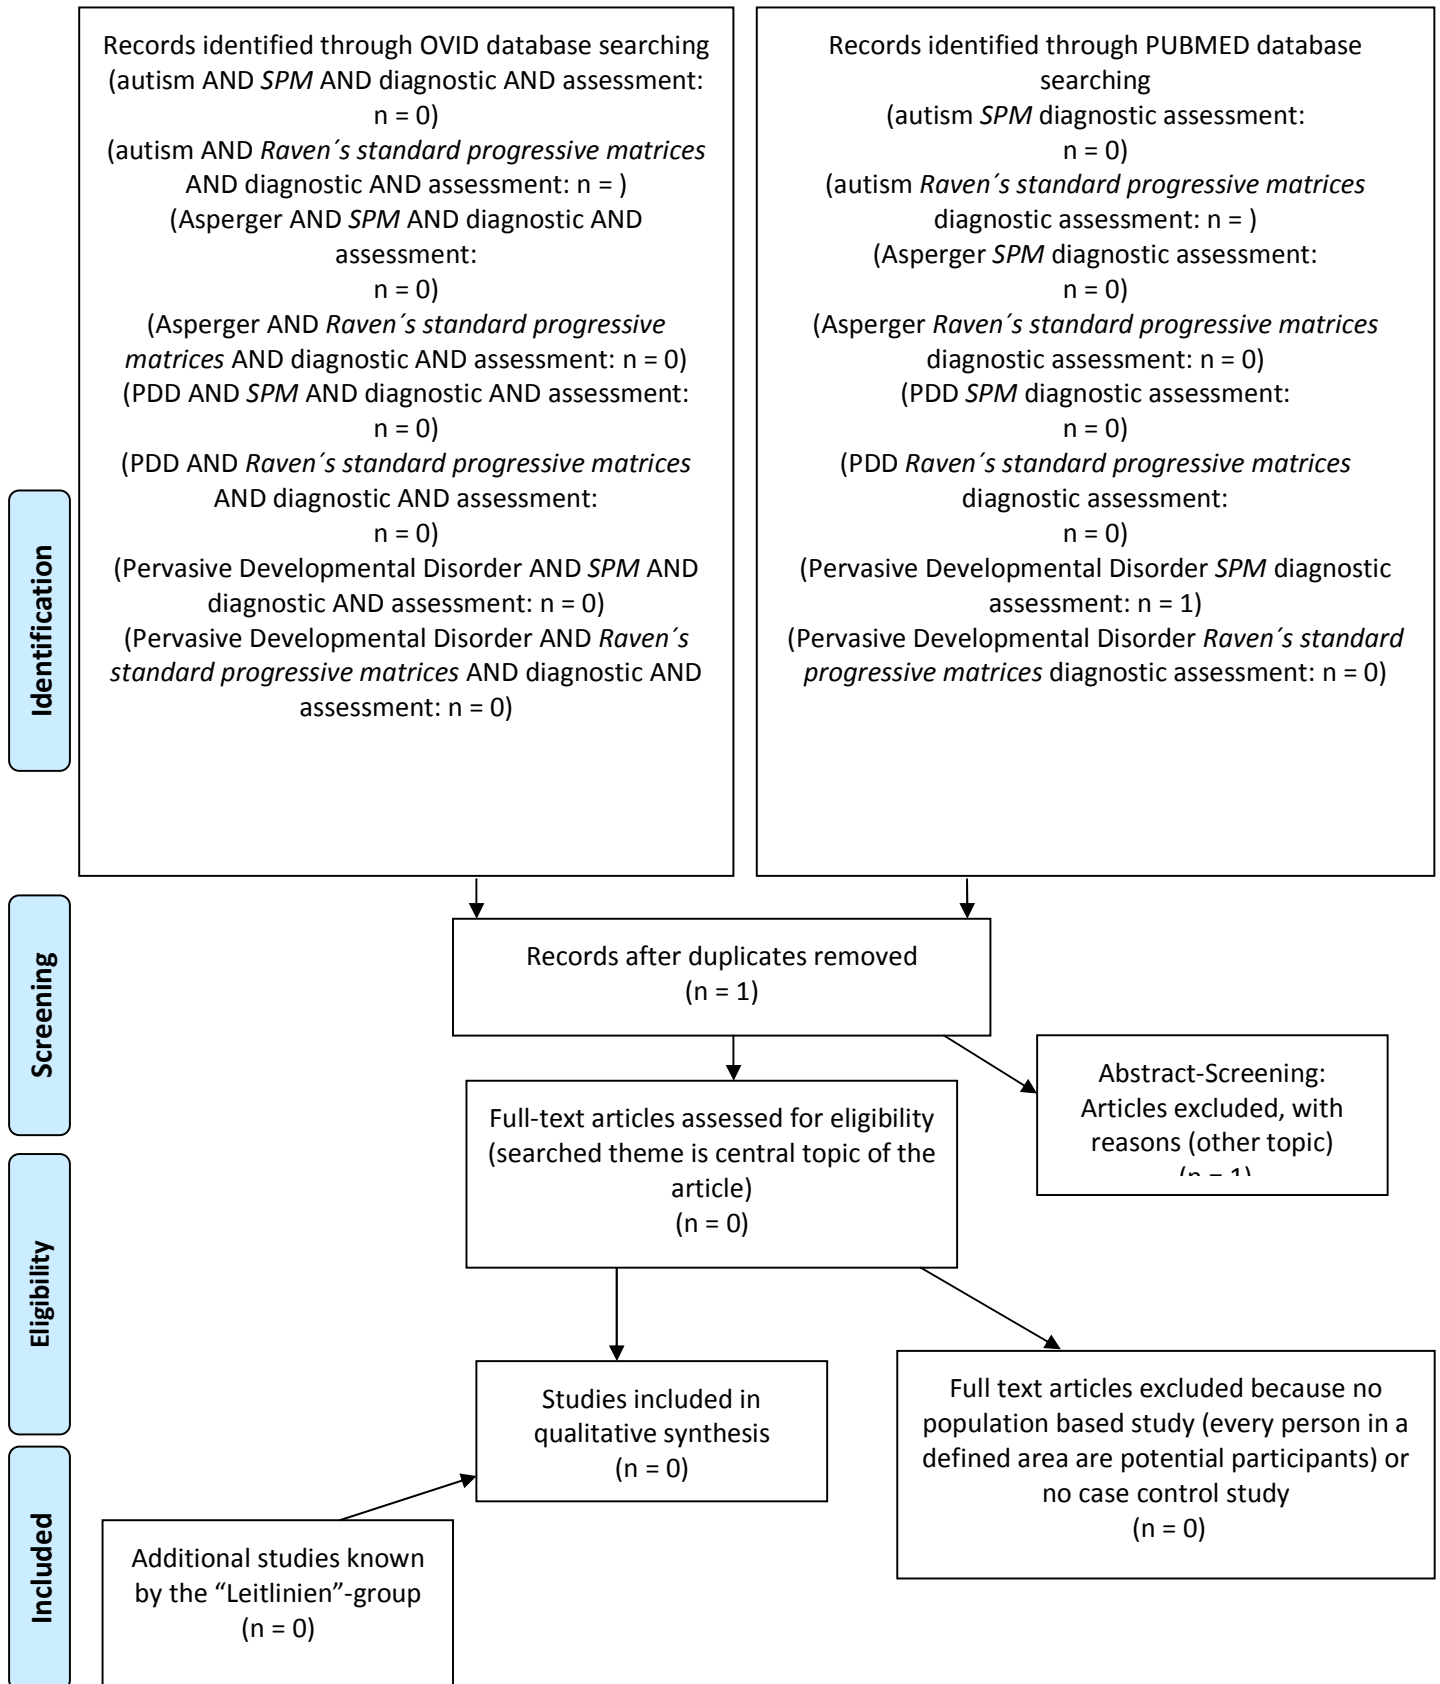 Records identified through OVID database searching
(autism AND SPM AND diagnostic AND assessment:
n = 0)
(autism AND Raven´s standard progressive matrices
AND diagnostic AND assessment: n = )
(Asperger AND SPM AND diagnostic AND
assessment:
n = 0)
(Asperger AND Raven´s standard progressive
matrices AND diagnostic AND assessment: n = 0)
(PDD AND SPM AND diagnostic AND assessment:
n = 0)
(PDD AND Raven´s standard progressive matrices
AND diagnostic AND assessment:
n = 0)
(Pervasive Developmental Disorder AND SPM AND
diagnostic AND assessment: n = 0)
(Pervasive Developmental Disorder AND Raven´s
standard progressive matrices AND diagnostic AND
assessment: n = 0)
Records identified through PUBMED database
searching
(autism SPM diagnostic assessment:
n = 0)
(autism Raven´s standard progressive matrices
diagnostic assessment: n = )
(Asperger SPM diagnostic assessment:
n = 0)
(Asperger Raven´s standard progressive matrices
diagnostic assessment: n = 0)
(PDD SPM diagnostic assessment:
n = 0)
(PDD Raven´s standard progressive matrices
diagnostic assessment:
n = 0)
(Pervasive Developmental Disorder SPM diagnostic
assessment: n = 1)
(Pervasive Developmental Disorder Raven´s standard
progressive matrices diagnostic assessment: n = 0)
Identification
Screening
Records after duplicates removed
(n = 1)
Abstract-Screening:
Articles excluded, with
reasons (other topic)
(n = 1)
Full-text articles assessed for eligibility
(searched theme is central topic of the
article)
(n = 0)
Eligibility
Studies included in
qualitative synthesis
(n = 0)
Full text articles excluded because no
population based study (every person in a
defined area are potential participants) or
no case control study
(n = 0)
Included
Additional studies known
by the “Leitlinien”-group
(n = 0)